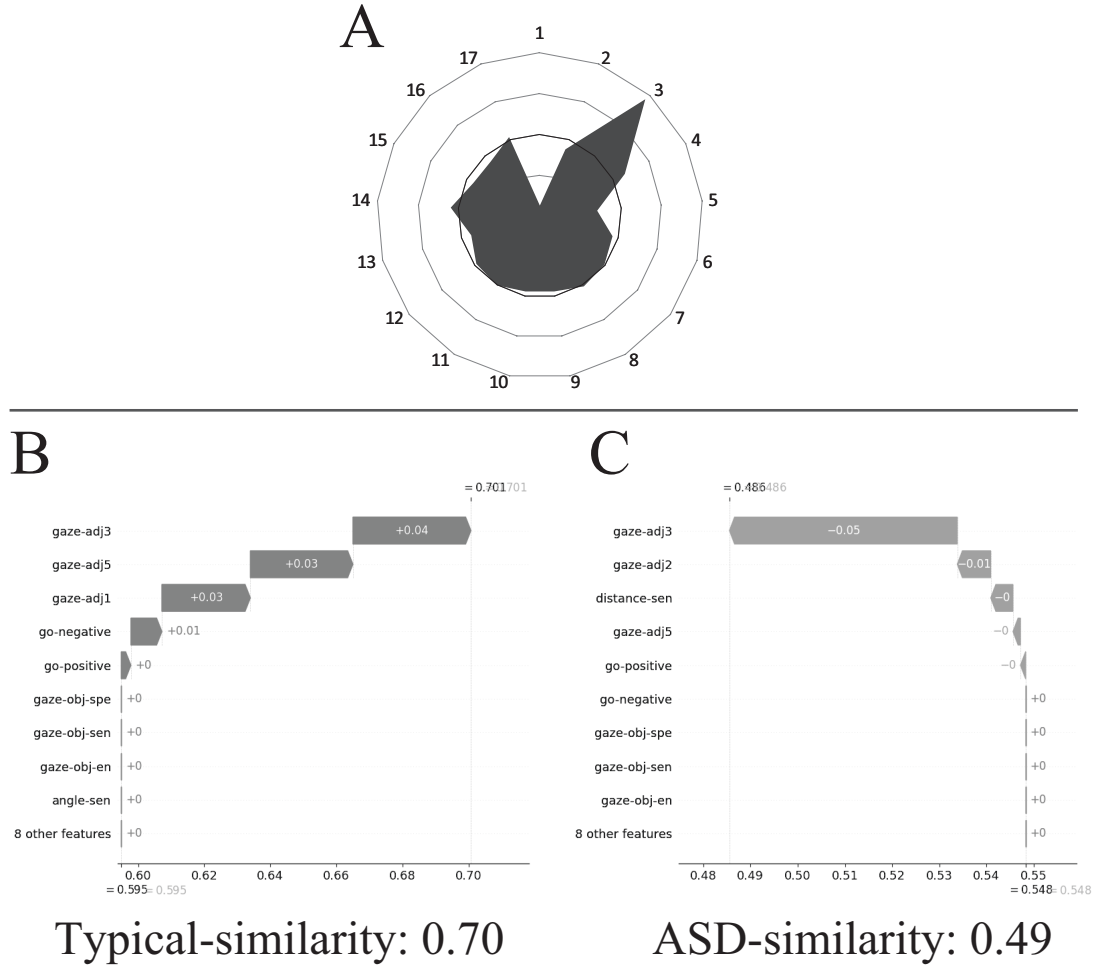 A
1
2
3
4
5
6
7
8
9
10
11
12
13
14
15
16
17
B
= 0.701
gaze-adj3 +0.04
gaze-adj5 +0.03
gaze-adj1 +0.03
go-negative +0.01
go-positive +0
gaze-obj-spe +0
gaze-obj-sen +0
gaze-obj-en +0
angle-sen +0
8 other features +0
0.60 0.62 0.64 0.66 0.68 0.70
= 0.595 = 0.595
Typical-similarity: 0.70
C
= 0.486
gaze-adj3 −0.05
gaze-adj2 −0.01
distance-sen −0
gaze-adj5 −0
go-positive −0
go-negative +0
gaze-obj-spe +0
gaze-obj-sen +0
gaze-obj-en +0
8 other features +0
0.48 0.49 0.50 0.51 0.52 0.53 0.54 0.55
= 0.548 = 0.548
ASD-similarity: 0.49